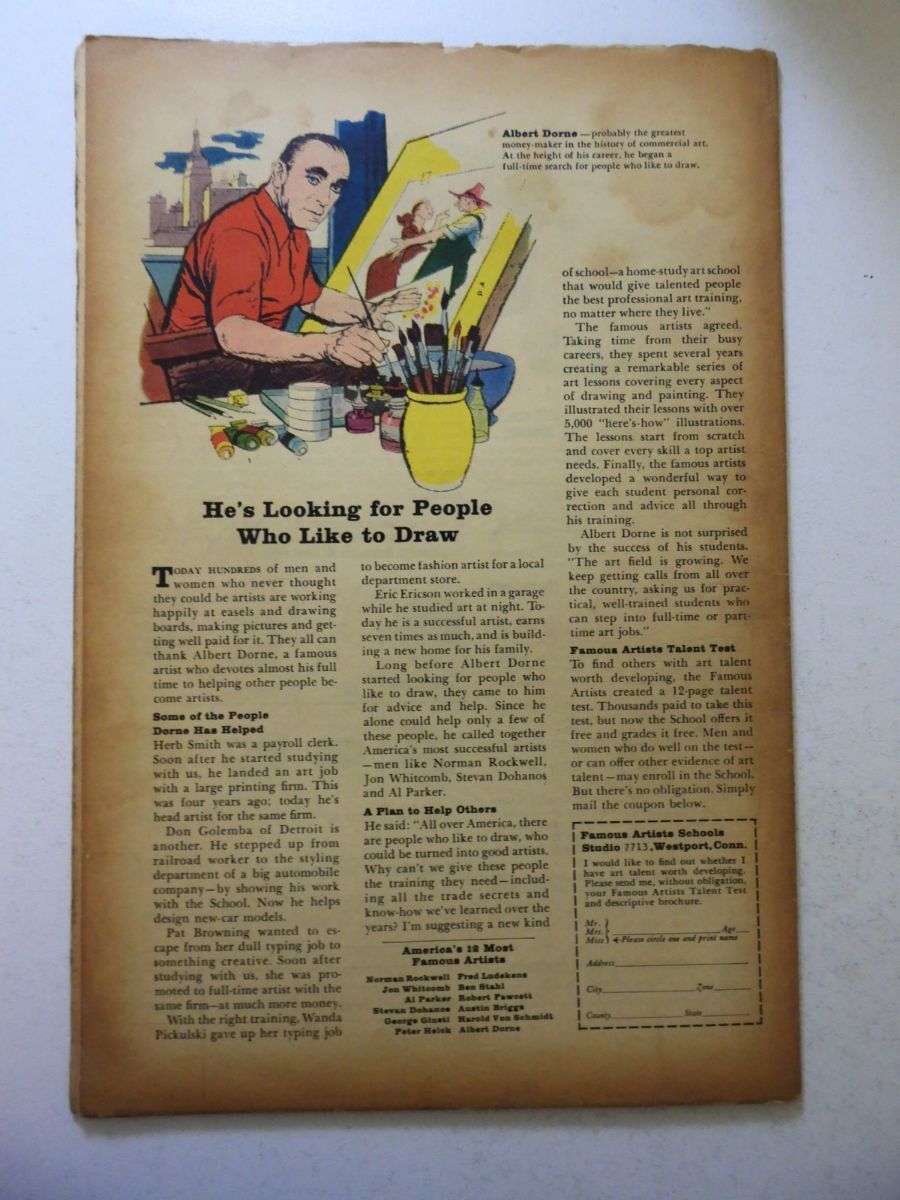 Albert Dorne — probably the greatest
money-maker in the history of commercial art.
At the height of his career, he began a
full-time search for people who like to draw.
D.A.
He's Looking for People
Who Like to Draw
TODAY HUNDREDS of men and
women who never thought
they could be artists are working
happily at easels and drawing
boards, making pictures and get-
ting well paid for it. They all can
thank Albert Dorne, a famous
artist who devotes almost his full
time to helping other people be-
come artists.
Some of the People
Dorne Has Helped
Herb Smith was a payroll clerk.
Soon after he started studying
with us, he landed an art job
with a large printing firm. This
was four years ago; today he's
head artist for the same firm.
Don Golemba of Detroit is
another. He stepped up from
railroad worker to the styling
department of a big automobile
company—by showing his work
with the School. Now he helps
design new-car models.
Pat Browning wanted to es-
cape from her dull typing job to
something creative. Soon after
studying with us, she was pro-
moted to full-time artist with the
same firm—at much more money.
With the right training, Wanda
Pickulski gave up her typing job
to become fashion artist for a local
department store.
Eric Ericson worked in a garage
while he studied art at night. To-
day he is a successful artist, earns
seven times as much, and is build-
ing a new home for his family.
Long before Albert Dorne
started looking for people who
like to draw, they came to him
for advice and help. Since he
alone could help only a few of
these people, he called together
America's most successful artists
—men like Norman Rockwell,
Jon Whitcomb, Stevan Dohanos
and Al Parker.
A Plan to Help Others
He said: "All over America, there
are people who like to draw, who
could be turned into good artists.
Why can't we give these people
the training they need—includ-
ing all the trade secrets and
know-how we've learned over the
years? I'm suggesting a new kind
America's 12 Most
Famous Artists
Norman Rockwell Fred Ludekens
Jon Whitcomb Ben Stahl
Al Parker Robert Fawcett
Stevan Dohanos Austin Briggs
George Giusti Harold Von Schmidt
Peter Helck Albert Dorne
of school—a home-study art school
that would give talented people
the best professional art training,
no matter where they live."
The famous artists agreed.
Taking time from their busy
careers, they spent several years
creating a remarkable series of
art lessons covering every aspect
of drawing and painting. They
illustrated their lessons with over
5,000 "here's-how" illustrations.
The lessons start from scratch
and cover every skill a top artist
needs. Finally, the famous artists
developed a wonderful way to
give each student personal cor-
rection and advice all through
his training.
Albert Dorne is not surprised
by the success of his students.
"The art field is growing. We
keep getting calls from all over
the country, asking us for prac-
tical, well-trained students who
can step into full-time or part-
time art jobs."
Famous Artists Talent Test
To find others with art talent
worth developing, the Famous
Artists created a 12-page talent
test. Thousands paid to take this
test, but now the School offers it
free and grades it free. Men and
women who do well on the test—
or can offer other evidence of art
talent—may enroll in the School.
But there's no obligation. Simply
mail the coupon below.
Famous Artists Schools
Studio 7713, Westport, Conn.
I would like to find out whether I
have art talent worth developing.
Please send me, without obligation,
your Famous Artists Talent Test
and descriptive brochure.
Mr.
Mrs. Age
Miss Please circle one and print name
Address
City Zone
County State